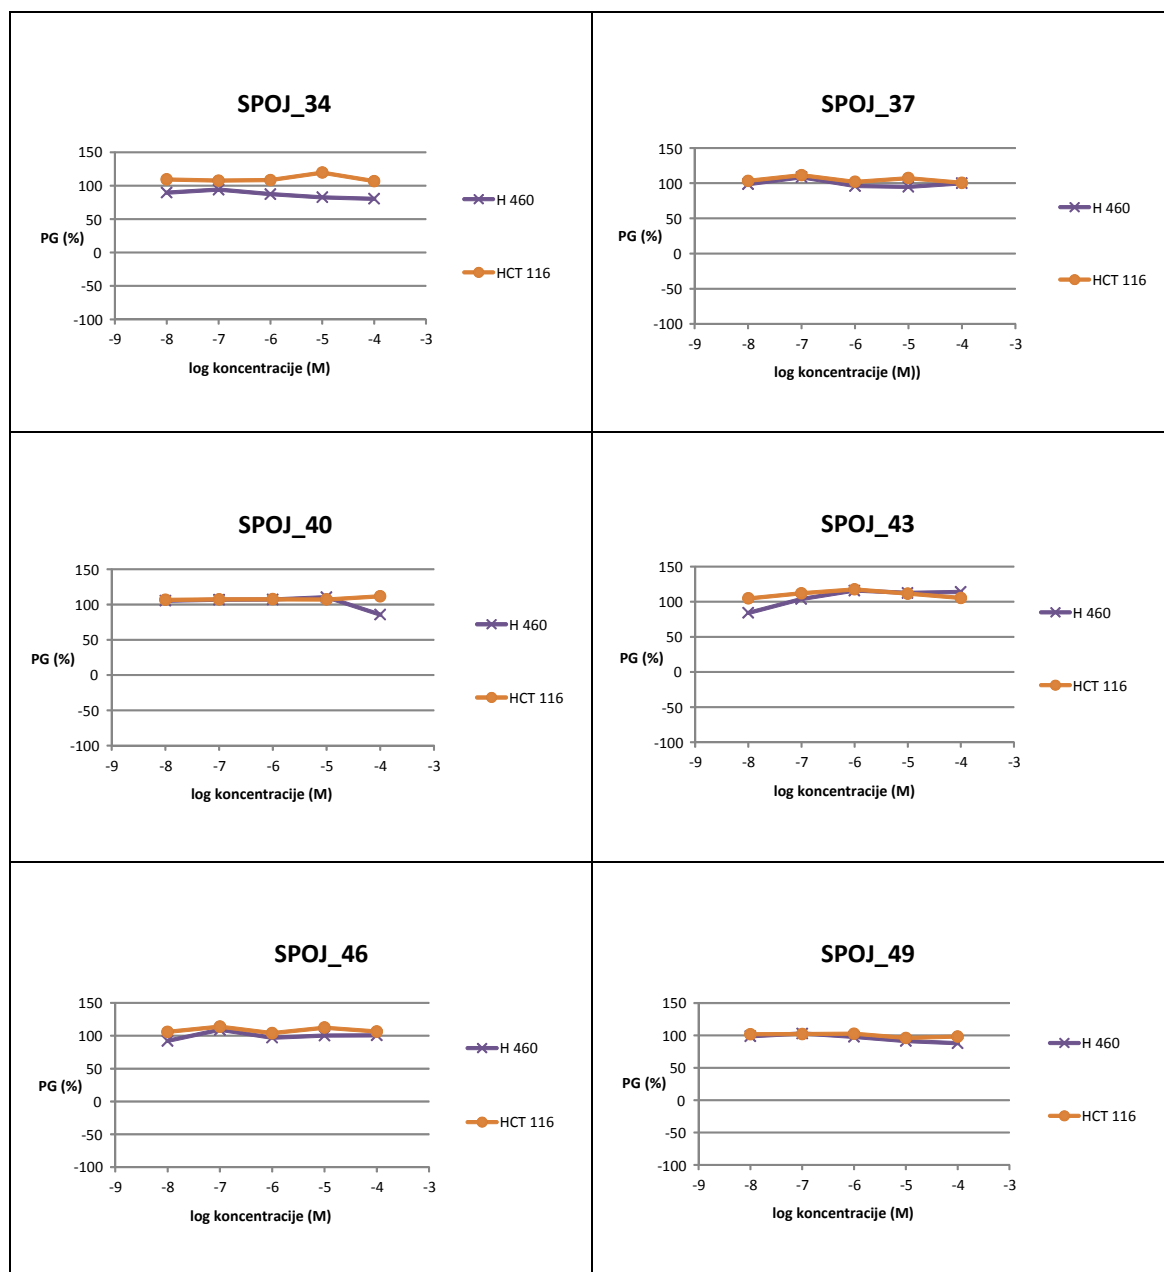 SPOJ_34
150
100
50
0
-50
-100
PG (%)
-9 -8 -7 -6 -5 -4 -3
log koncentracije (M)
H 460
HCT 116
SPOJ_37
150
100
50
0
-50
-100
PG (%)
-9 -8 -7 -6 -5 -4 -3
log koncentracije (M))
H 460
HCT 116
SPOJ_40
150
100
50
0
-50
-100
PG (%)
-9 -8 -7 -6 -5 -4 -3
log koncentracije (M)
H 460
HCT 116
SPOJ_43
150
100
50
0
-50
-100
PG (%)
-9 -8 -7 -6 -5 -4 -3
log koncentracije (M)
H 460
HCT 116
SPOJ_46
150
100
50
0
-50
-100
PG (%)
-9 -8 -7 -6 -5 -4 -3
log koncentracije (M)
H 460
HCT 116
SPOJ_49
150
100
50
0
-50
-100
PG (%)
-9 -8 -7 -6 -5 -4 -3
log koncentracije (M)
H 460
HCT 116